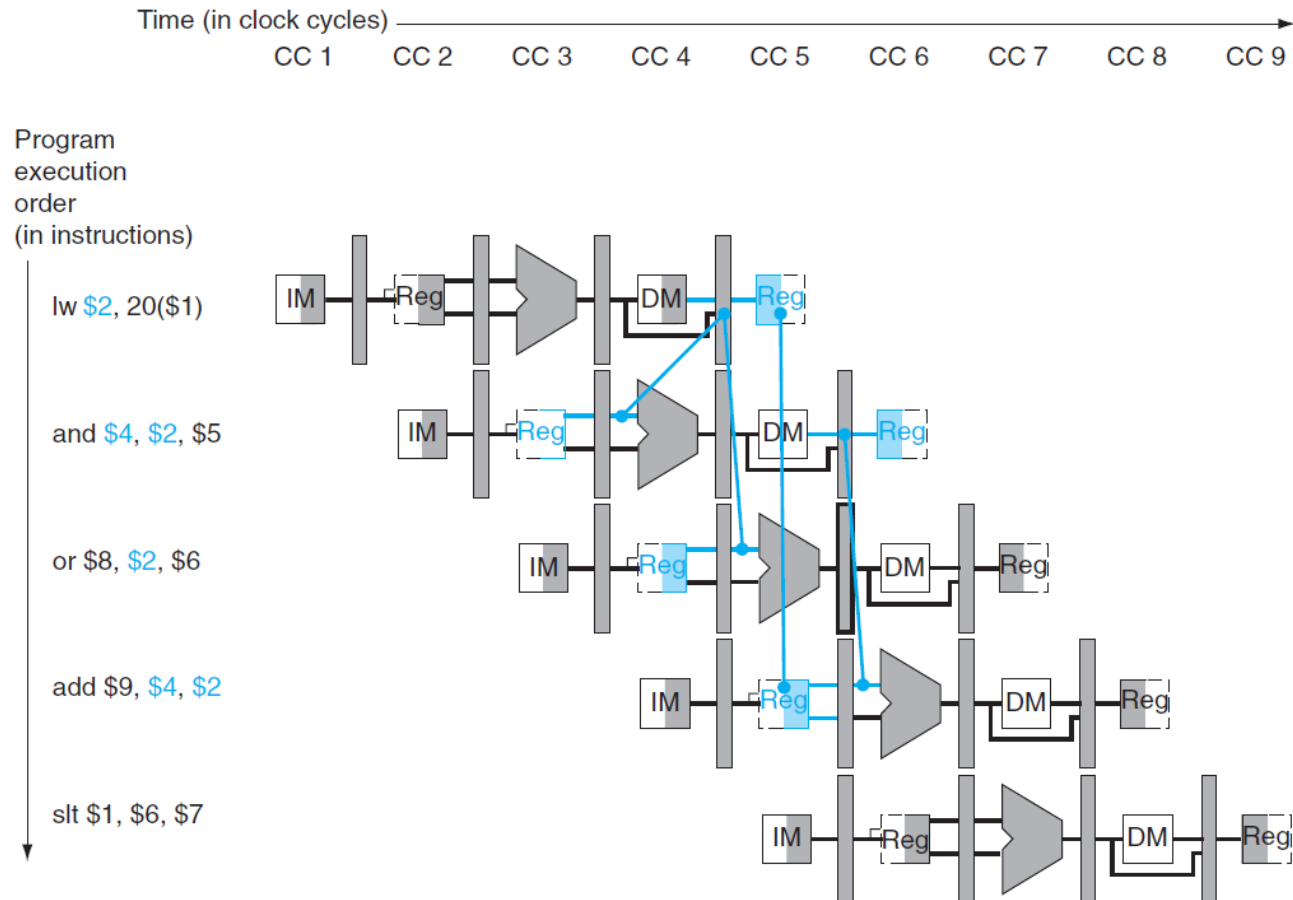 Time (in clock cycles)
CC 1 CC 2 CC 3 CC 4 CC 5 CC 6 CC 7 CC 8 CC 9
Program
execution
order
(in instructions)
lw $2, 20($1)
IM Reg DM Reg
and $4, $2, $5
IM Reg DM Reg
or $8, $2, $6
IM Reg DM Reg
add $9, $4, $2
IM Reg DM Reg
slt $1, $6, $7
IM Reg DM Reg